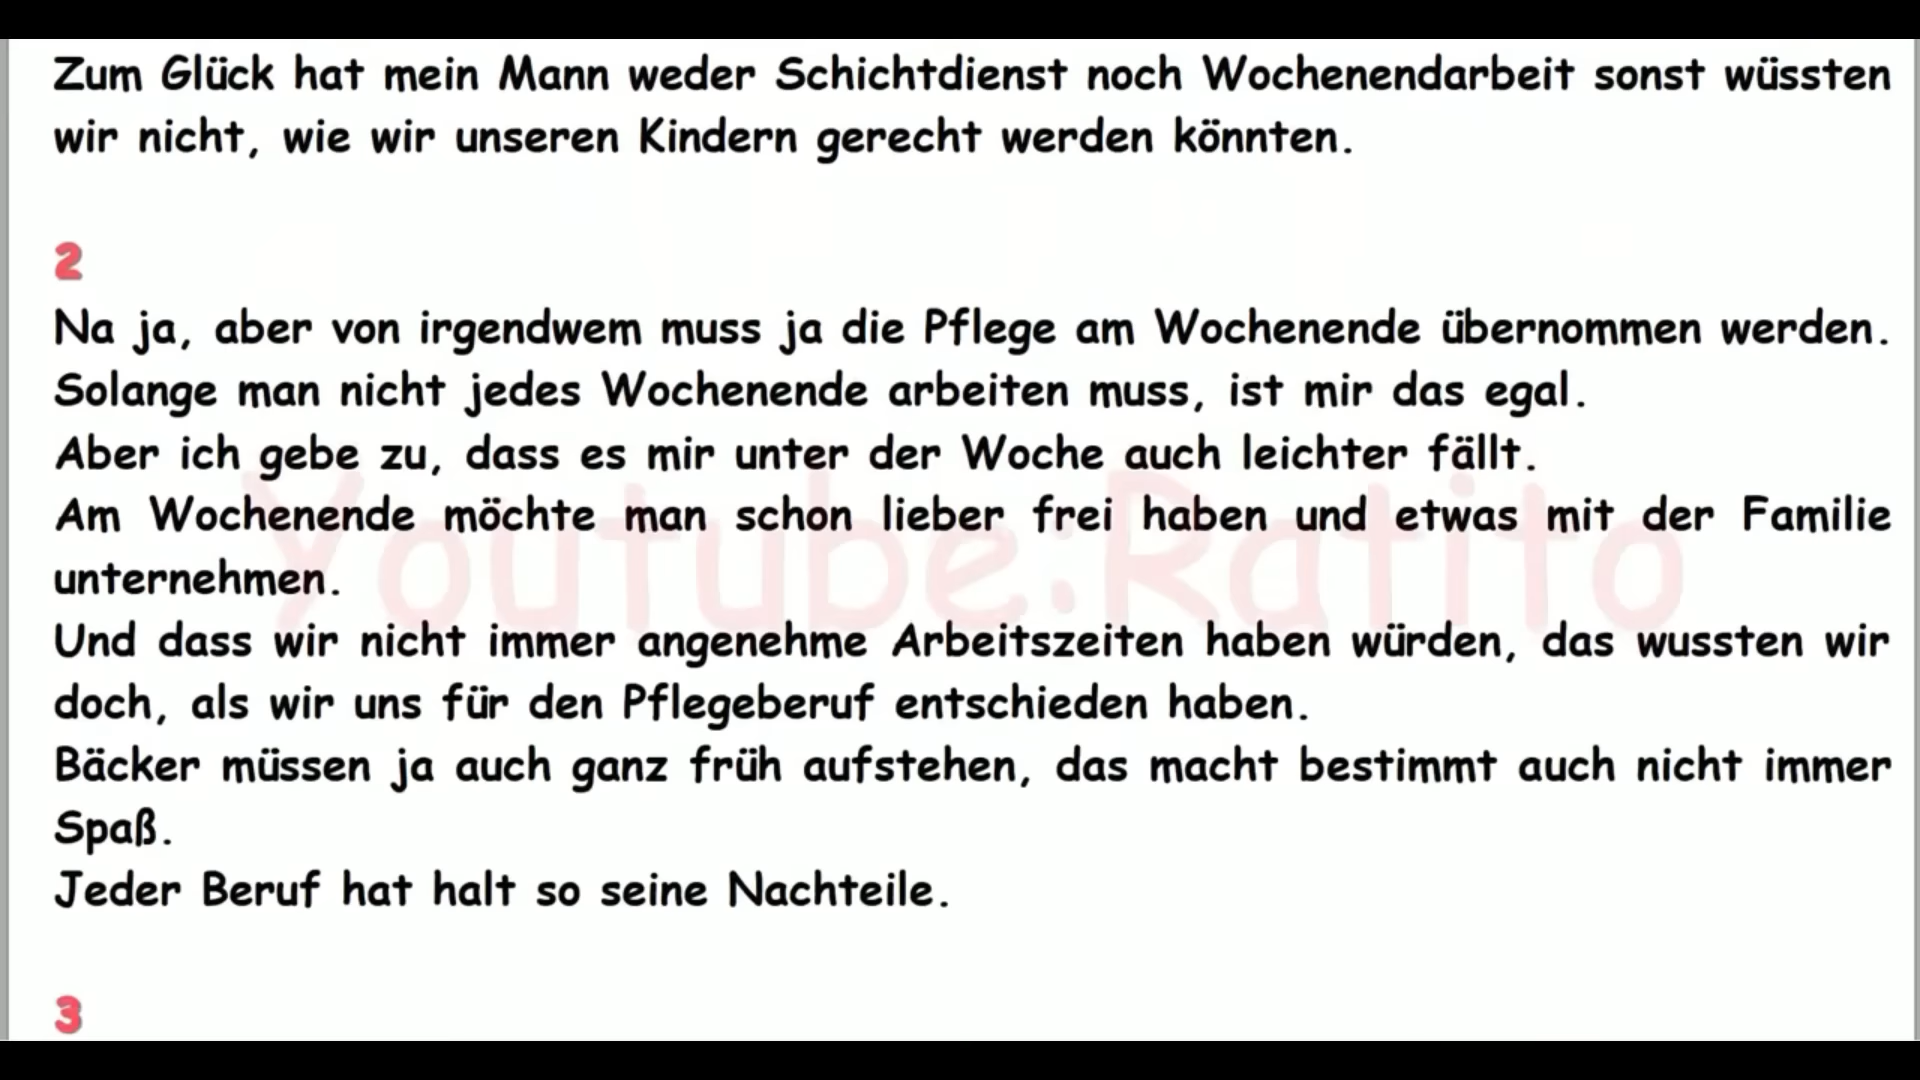 Zum Glück hat mein Mann weder Schichtdienst noch Wochenendarbeit sonst wüssten
wir nicht, wie wir unseren Kindern gerecht werden könnten.
2
Na ja, aber von irgendwem muss ja die Pflege am Wochenende übernommen werden.
Solange man nicht jedes Wochenende arbeiten muss, ist mir das egal.
Aber ich gebe zu, dass es mir unter der Woche auch leichter fällt.
Am Wochenende möchte man schon lieber frei haben und etwas mit der Familie
Youtube:Ratito
unternehmen.
Und dass wir nicht immer angenehme Arbeitszeiten haben würden, das wussten wir
doch, als wir uns für den Pflegeberuf entschieden haben.
Bäcker müssen ja auch ganz früh aufstehen, das macht bestimmt auch nicht immer
Spaß.
Jeder Beruf hat halt so seine Nachteile.
3